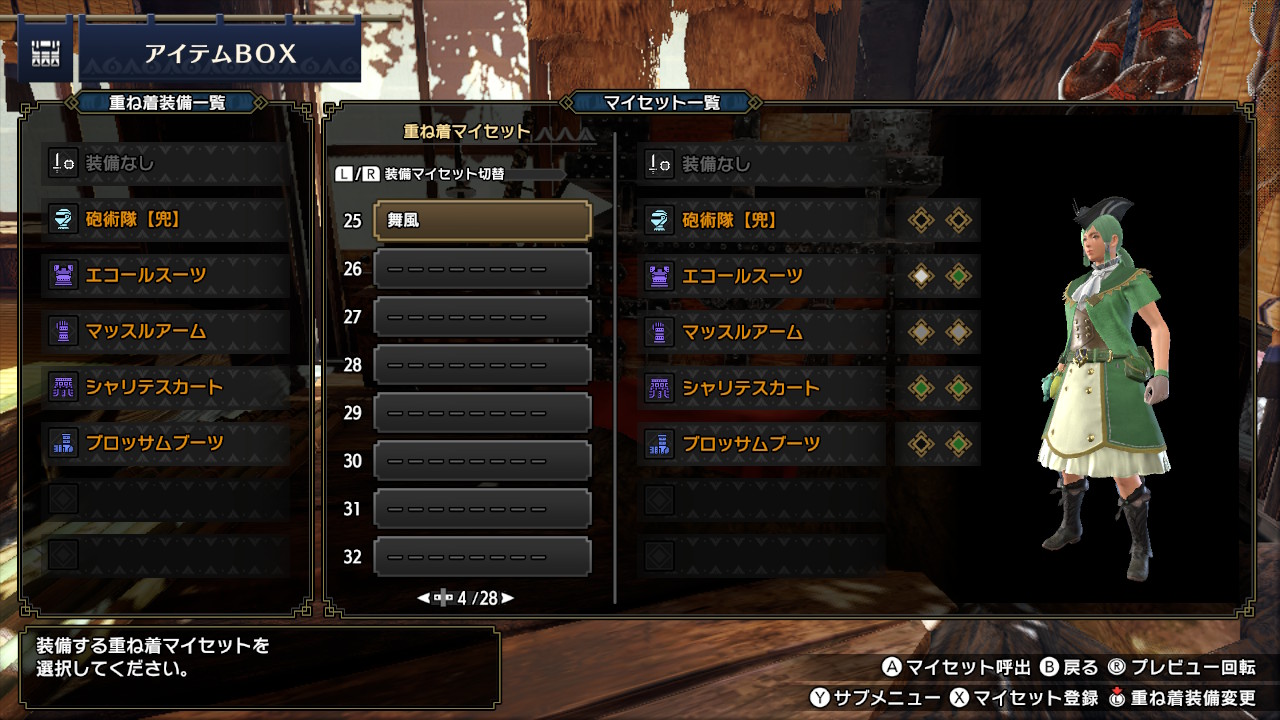 アイテムBOX
重ね着装備一覧
装備なし
砲術隊【兜】
エコールスーツ
マッスルアーム
シャリテスカート
ブロッサムブーツ
マイセット一覧
重ね着マイセット
L/R 装備マイセット切替
25 舞風
26 --------
27 --------
28 --------
29 --------
30 --------
31 --------
32 --------
4/28
装備なし
砲術隊【兜】
エコールスーツ
マッスルアーム
シャリテスカート
ブロッサムブーツ
装備する重ね着マイセットを
選択してください。
Aマイセット呼出 B戻る Rプレビュー回転
Yサブメニュー Xマイセット登録 L重ね着装備変更